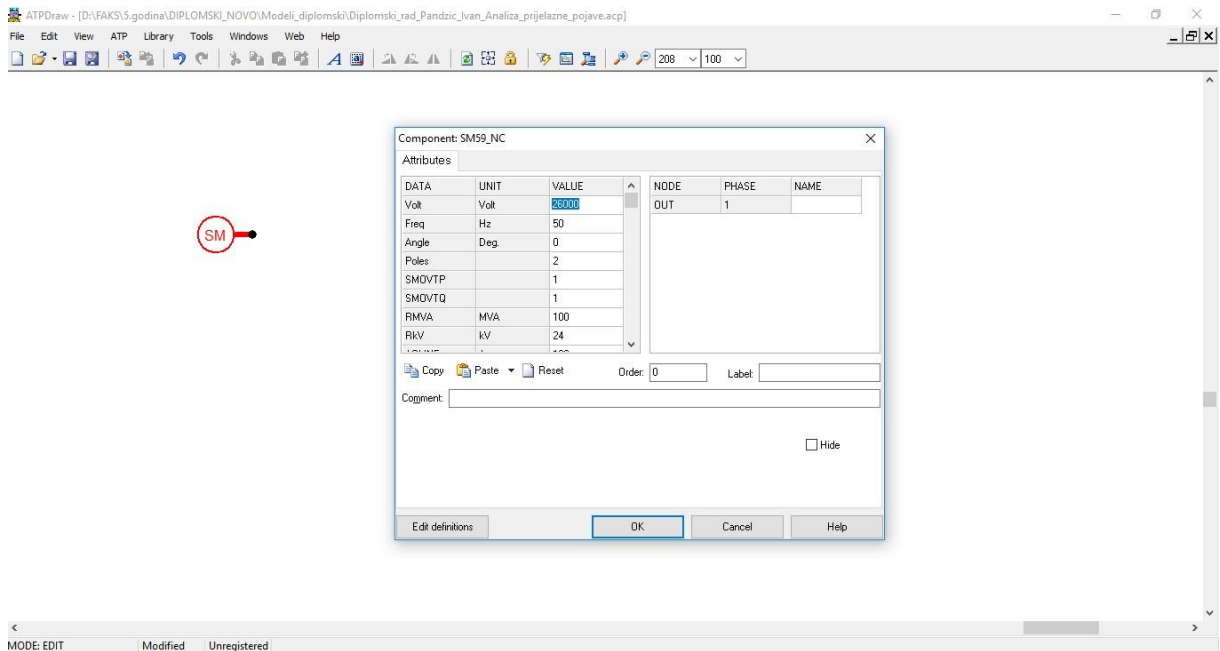 ATPDraw - [D:\FAKS\5.godina\DIPLOMSKI_NOVO\Modeli_diplomski\Diplomski_rad_Pandzic_Ivan_Analiza_prijelazne_pojave.acp]
File Edit View ATP Library Tools Windows Web Help
208 100
SM
Component: SM59_NC
Attributes
DATA UNIT VALUE NODE PHASE NAME
Volt Volt 26000 OUT 1
Freq Hz 50
Angle Deg. 0
Poles 2
SMOVTP 1
SMOVTQ 1
RMVA MVA 100
RkV kV 24
Copy Paste Reset Order: 0 Label:
Comment:
Hide
Edit definitions OK Cancel Help
MODE: EDIT Modified Unregistered